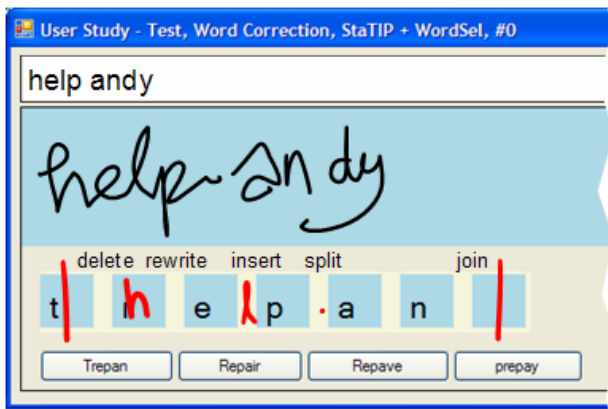 User Study - Test, Word Correction, StaTIP + WordSel, #0
help andy
help andy
delete rewrite insert split join
t h e l p . a n
Trepan Repair Repave prepay